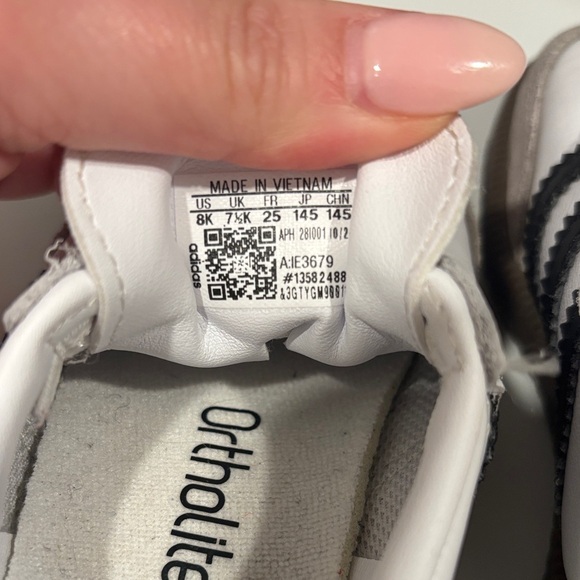 MADE IN VIETNAM
US UK FR JP CHN
8K 7½K 25 145 145
APH 281001 10/2
adidas
A:IE3679
#13582488
Ortholite